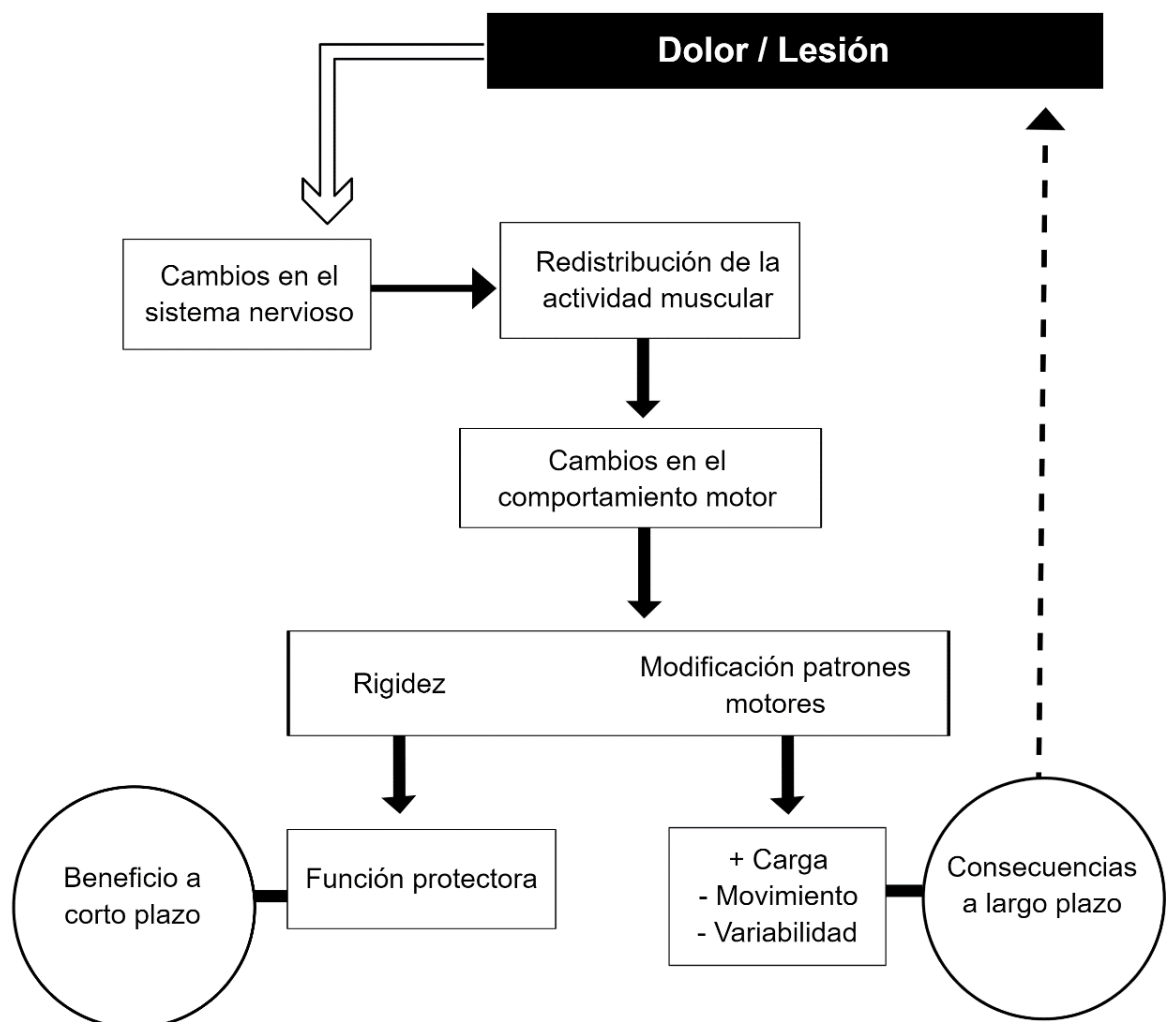 Dolor / Lesión
Cambios en el
sistema nervioso
Redistribución de la
actividad muscular
Cambios en el
comportamiento motor
Rigidez
Modificación patrones
motores
Beneficio a
corto plazo
Función protectora
+ Carga
- Movimiento
- Variabilidad
Consecuencias
a largo plazo